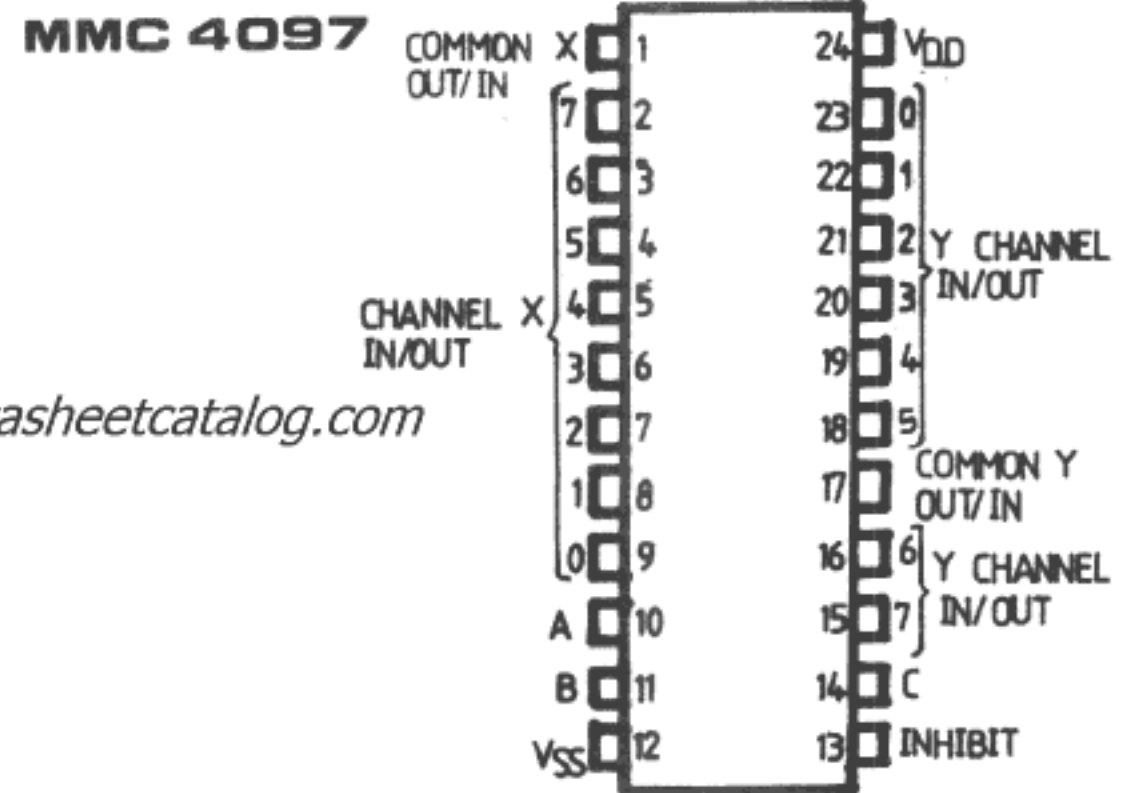 MMC 4097
COMMON X 1 24 VDD
OUT/IN
7 2 23 0
6 3 22 1
5 4 21 2
Y CHANNEL
IN/OUT
4 5 20 3
CHANNEL X
IN/OUT
3 6 19 4
asheetcatalog.com
2 7 18 5
1 8 17 COMMON Y
OUT/IN
0 9 16 6
Y CHANNEL
IN/OUT
A 10 15 7
B 11 14 C
VSS 12 13 INHIBIT